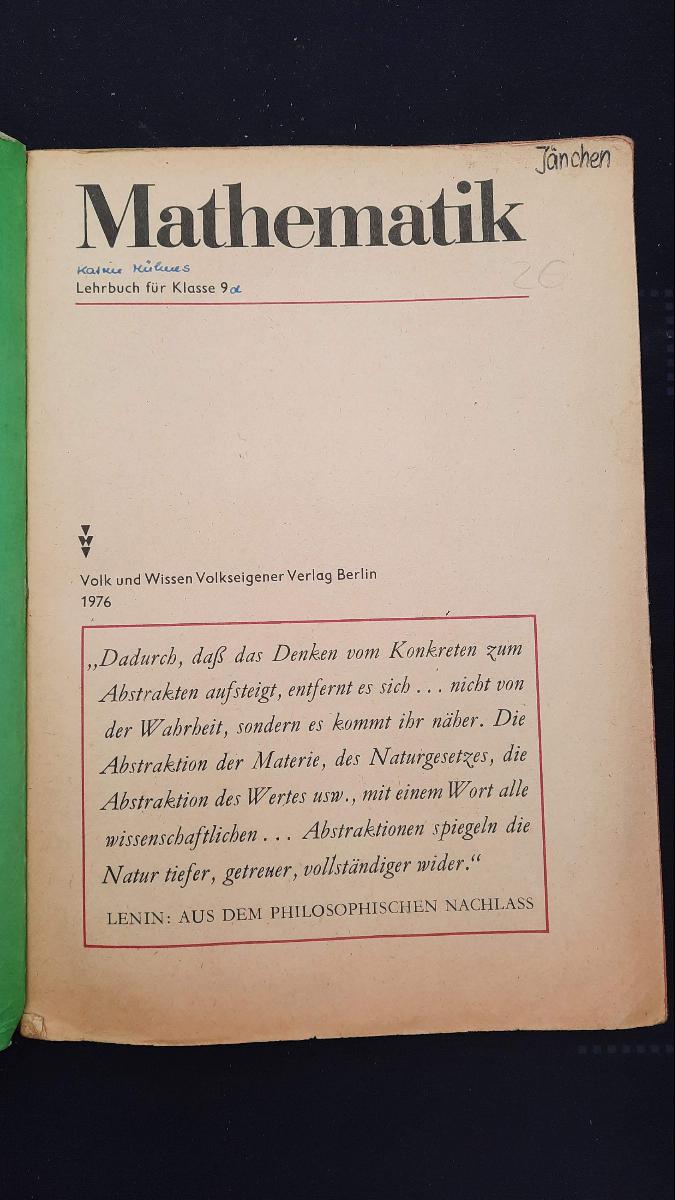 Jänchen
Mathematik
Lehrbuch für Klasse 9a
26
Volk und Wissen Volkseigener Verlag Berlin
1976
„Dadurch, daß das Denken vom Konkreten zum
Abstrakten aufsteigt, entfernt es sich . . . nicht von
der Wahrheit, sondern es kommt ihr näher. Die
Abstraktion der Materie, des Naturgesetzes, die
Abstraktion des Wertes usw., mit einem Wort alle
wissenschaftlichen . . . Abstraktionen spiegeln die
Natur tiefer, getreuer, vollständiger wider.“
LENIN: AUS DEM PHILOSOPHISCHEN NACHLASS